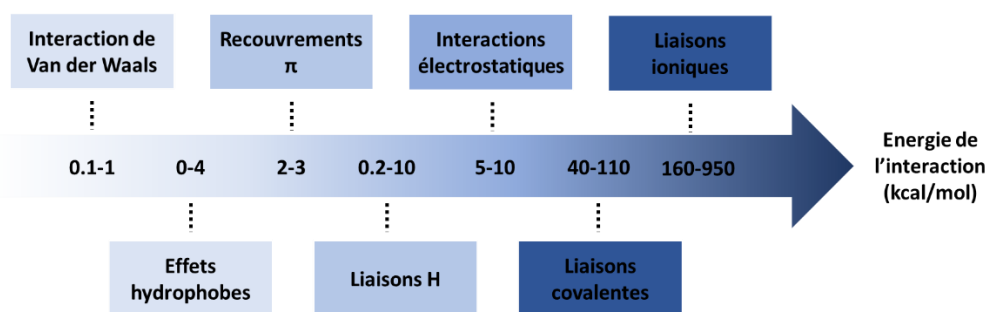 Interaction de
Van der Waals
Recouvrements
π
Interactions
électrostatiques
Liaisons
ioniques
0.1-1
0-4
2-3
0.2-10
5-10
40-110
160-950
Energie de
l'interaction
(kcal/mol)
Effets
hydrophobes
Liaisons H
Liaisons
covalentes